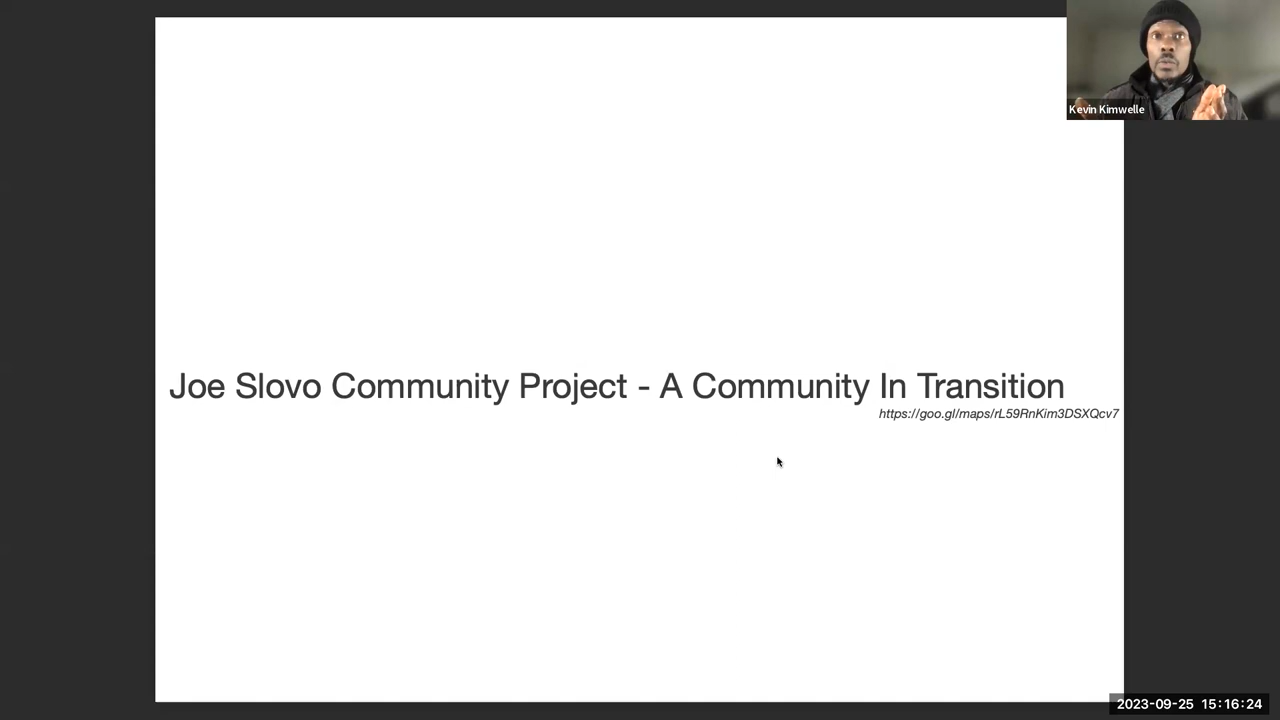 Kevin Kimwelle
Joe Slovo Community Project - A Community In Transition
https://goo.gl/maps/rL59RnKim3DSXQcv7
2023-09-25 15:16:24